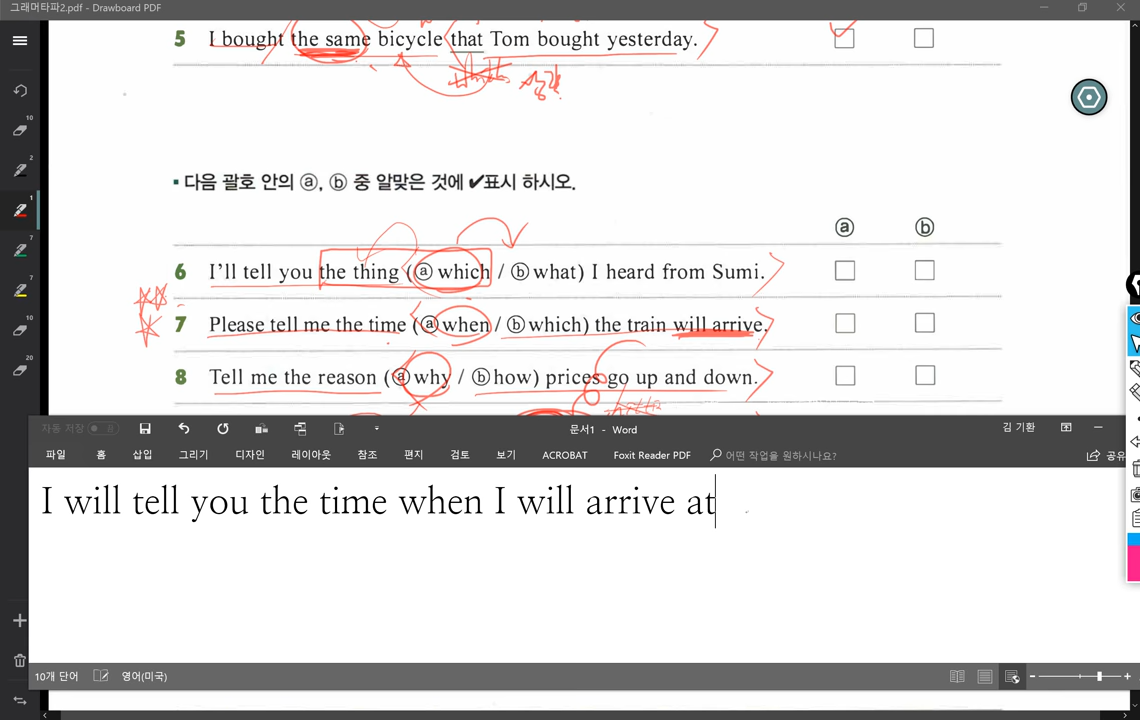 그래머타파2.pdf - Drawboard PDF
5 I bought the same bicycle that Tom bought yesterday.
▪ 다음 괄호 안의 ⓐ, ⓑ 중 알맞은 것에 ✔표시 하시오.
ⓐ ⓑ
6 I'll tell you the thing (ⓐ which / ⓑ what) I heard from Sumi.
7 Please tell me the time (ⓐ when / ⓑ which) the train will arrive.
8 Tell me the reason (ⓐ why / ⓑ how) prices go up and down.
10
2
1
7
7
10
20
자동 저장 문서1 - Word 김 기환
파일 홈 삽입 그리기 디자인 레이아웃 참조 편지 검토 보기 ACROBAT Foxit Reader PDF 어떤 작업을 원하시나요? 공유
I will tell you the time when I will arrive at
10개 단어 영어(미국)